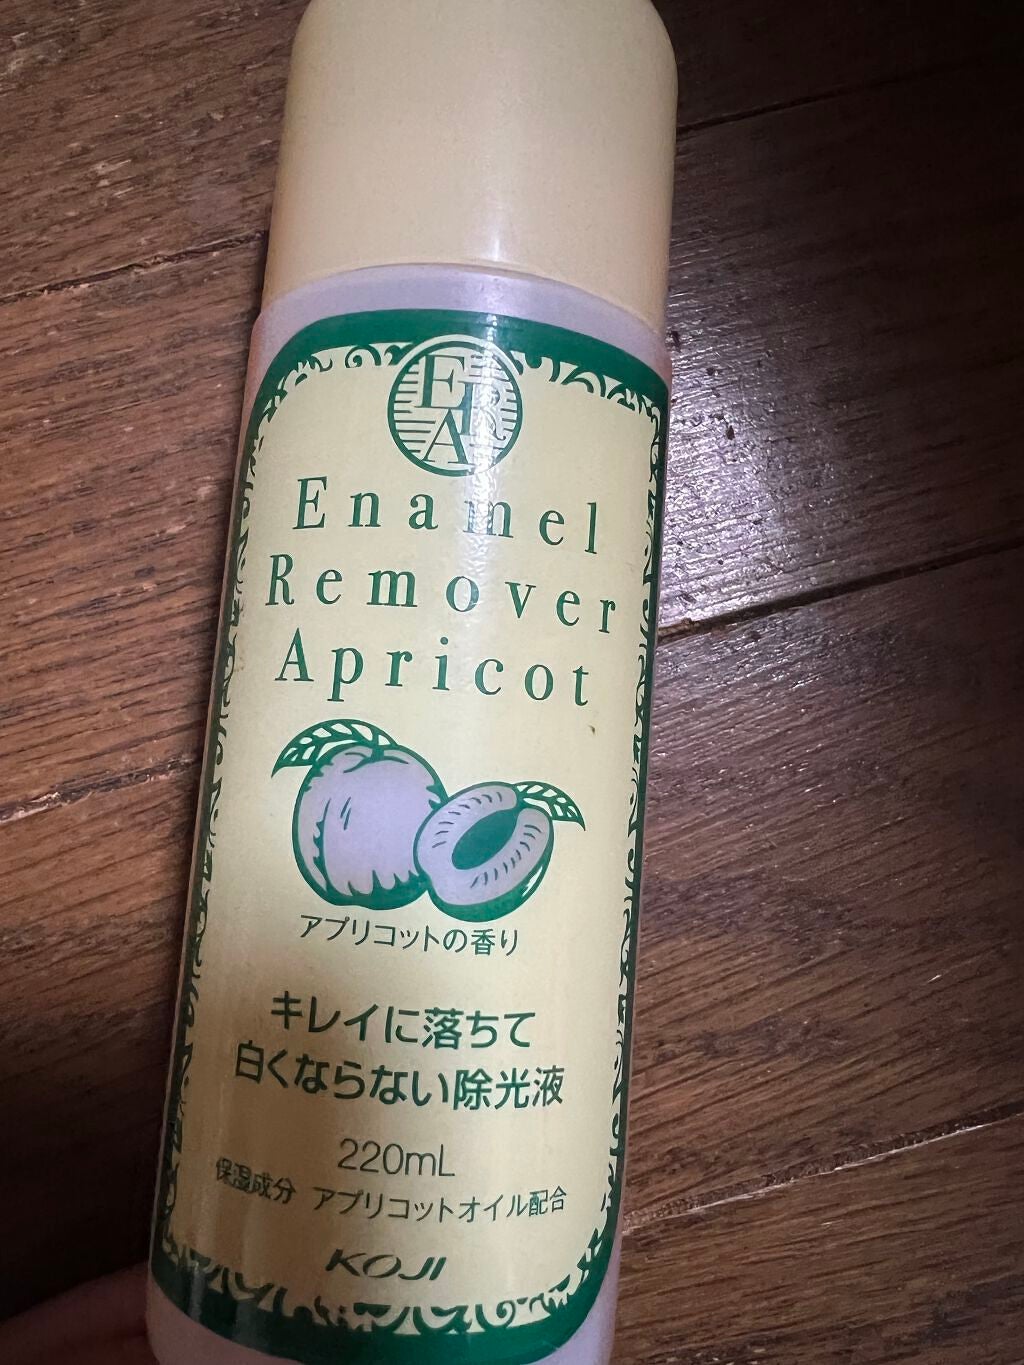 ERA
Enamel
Remover
Apricot
アプリコットの香り
キレイに落ちて
白くならない除光液
220mL
保湿成分 アプリコットオイル配合
KOJI